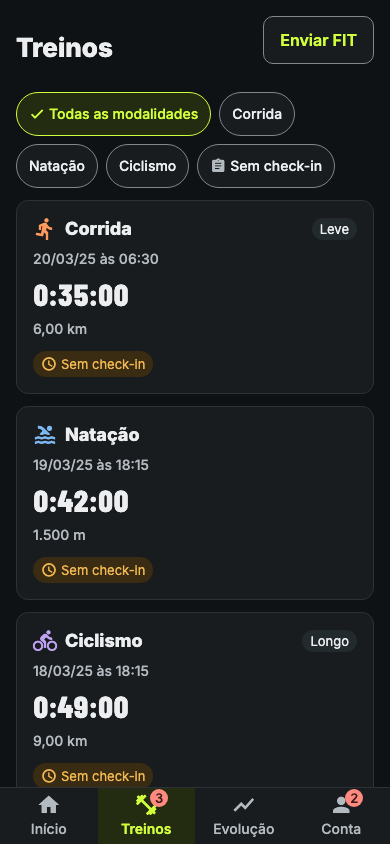 Treinos
Enviar FIT
Todas as modalidades
Corrida
Natação
Ciclismo
Sem check-in
Corrida
Leve
20/03/25 às 06:30
0:35:00
6,00 km
Sem check-in
Natação
19/03/25 às 18:15
0:42:00
1.500 m
Sem check-in
Ciclismo
Longo
18/03/25 às 18:15
0:49:00
9,00 km
Sem check-in
3
2
Início
Treinos
Evolução
Conta